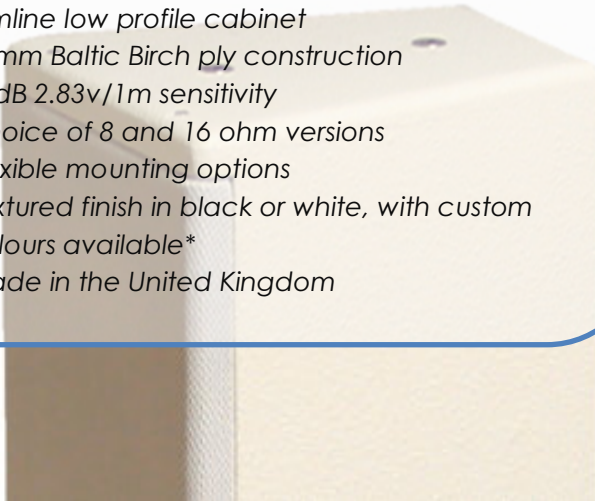 mline low profile cabinet
mm Baltic Birch ply construction
dB 2.83v/1m sensitivity
oice of 8 and 16 ohm versions
xible mounting options
xtured finish in black or white, with custom
lours available*
ade in the United Kingdom